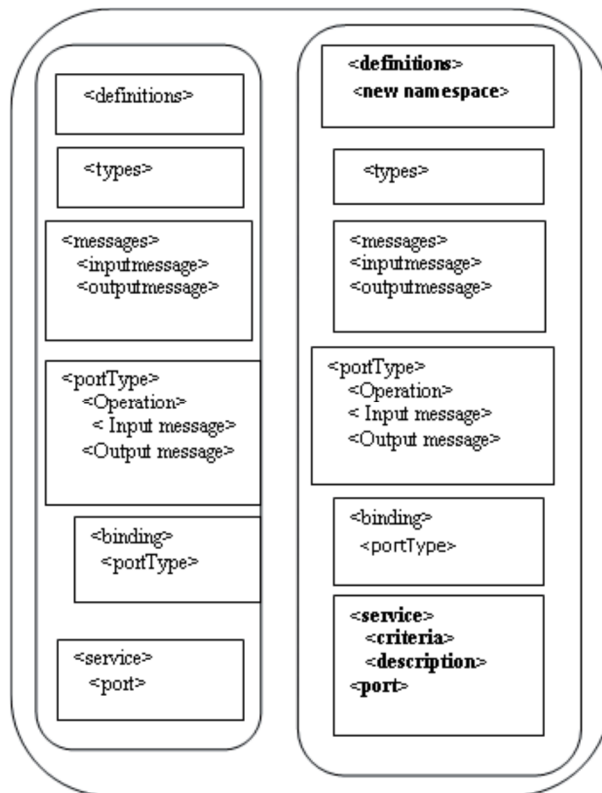 <definitions>
<types>
<messages>
<inputmessage>
<outputmessage>
<portType>
<Operation>
< Input message>
<Output message>
<binding>
<portType>
<service>
<port>
<definitions>
<new namespace>
<types>
<messages>
<inputmessage>
<outputmessage>
<portType>
<Operation>
< Input message>
<Output message>
<binding>
<portType>
<service>
<criteria>
<description>
<port>